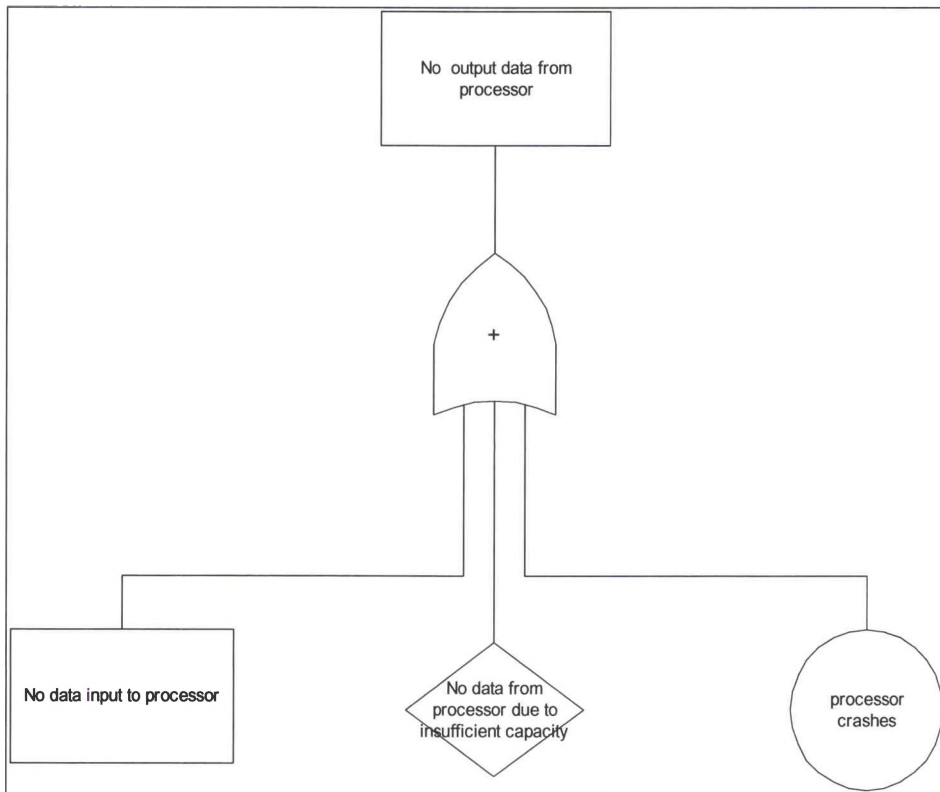 No output data from
processor
+
No data input to processor
No data from
processor due to
insufficient capacity
processor
crashes